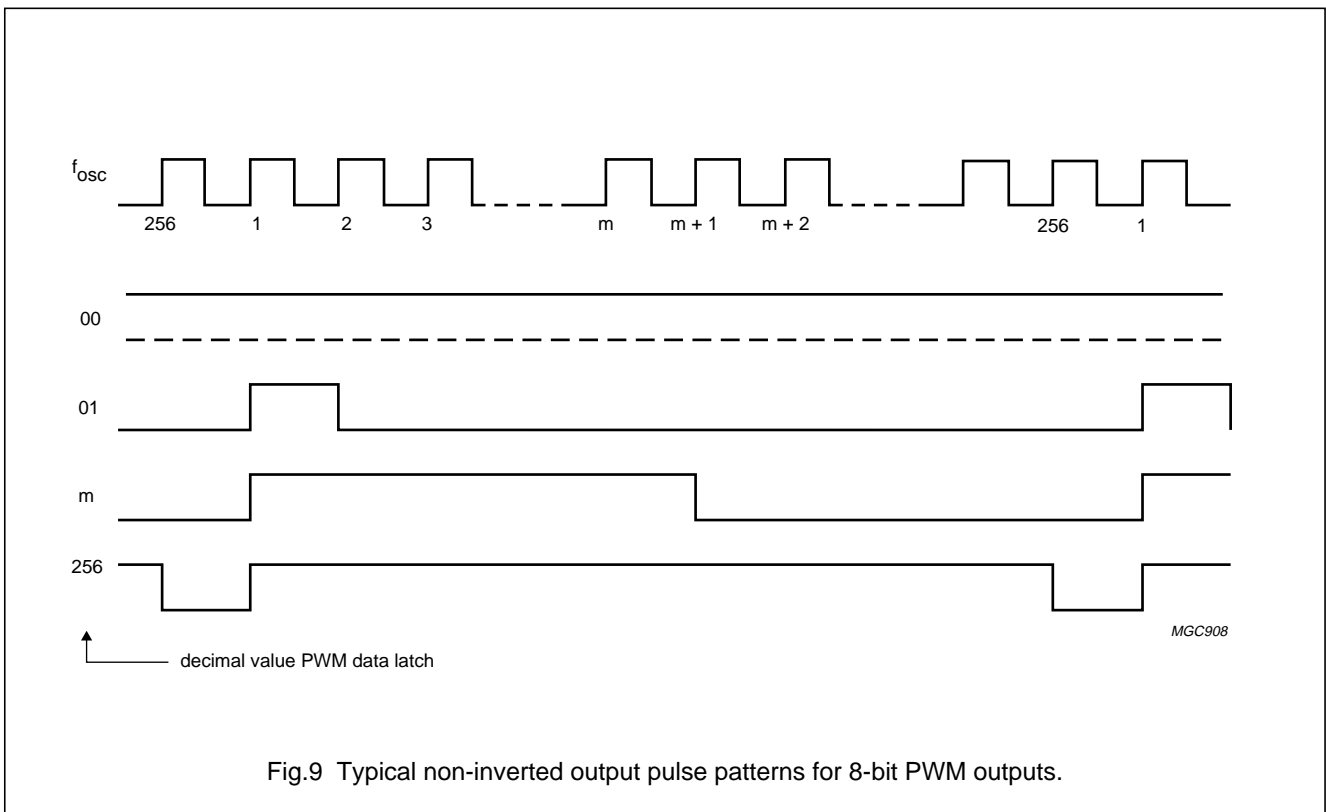 fosc
256 1 2 3 m m + 1 m + 2 256 1
00
01
m
256
MGC908
decimal value PWM data latch
Fig.9 Typical non-inverted output pulse patterns for 8-bit PWM outputs.